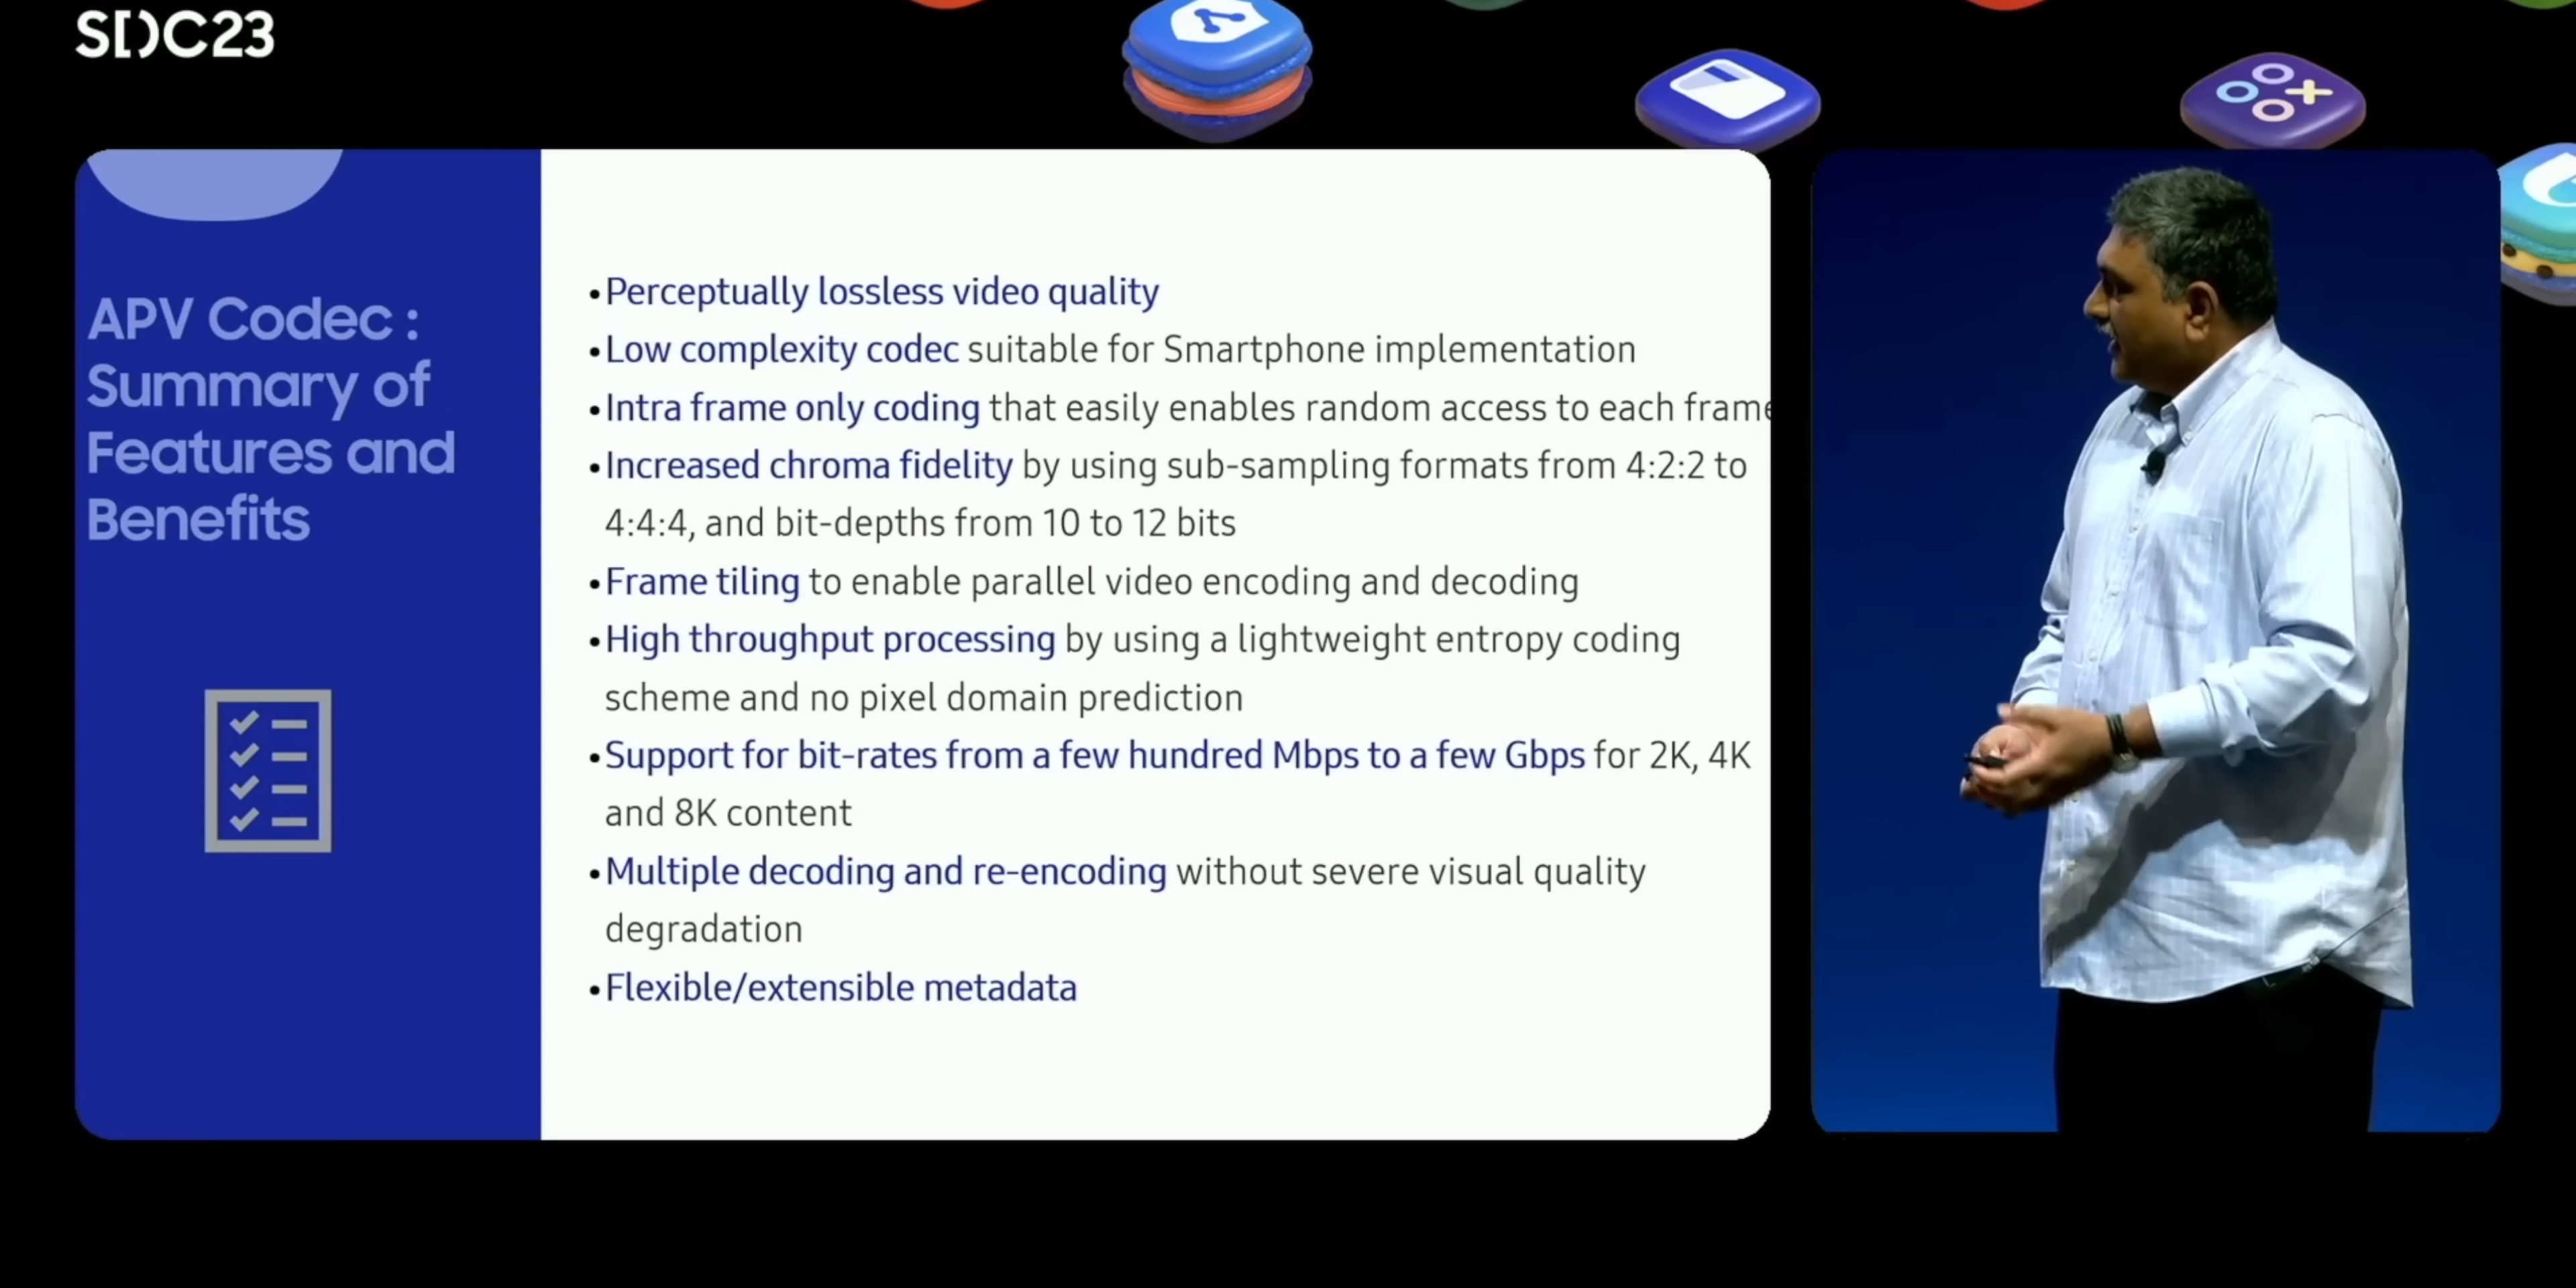 SDC23
APV Codec :
Summary of
Features and
Benefits
•Perceptually lossless video quality
•Low complexity codec suitable for Smartphone implementation
•Intra frame only coding that easily enables random access to each frame
•Increased chroma fidelity by using sub-sampling formats from 4:2:2 to
4:4:4, and bit-depths from 10 to 12 bits
•Frame tiling to enable parallel video encoding and decoding
•High throughput processing by using a lightweight entropy coding
scheme and no pixel domain prediction
•Support for bit-rates from a few hundred Mbps to a few Gbps for 2K, 4K
and 8K content
•Multiple decoding and re-encoding without severe visual quality
degradation
•Flexible/extensible metadata